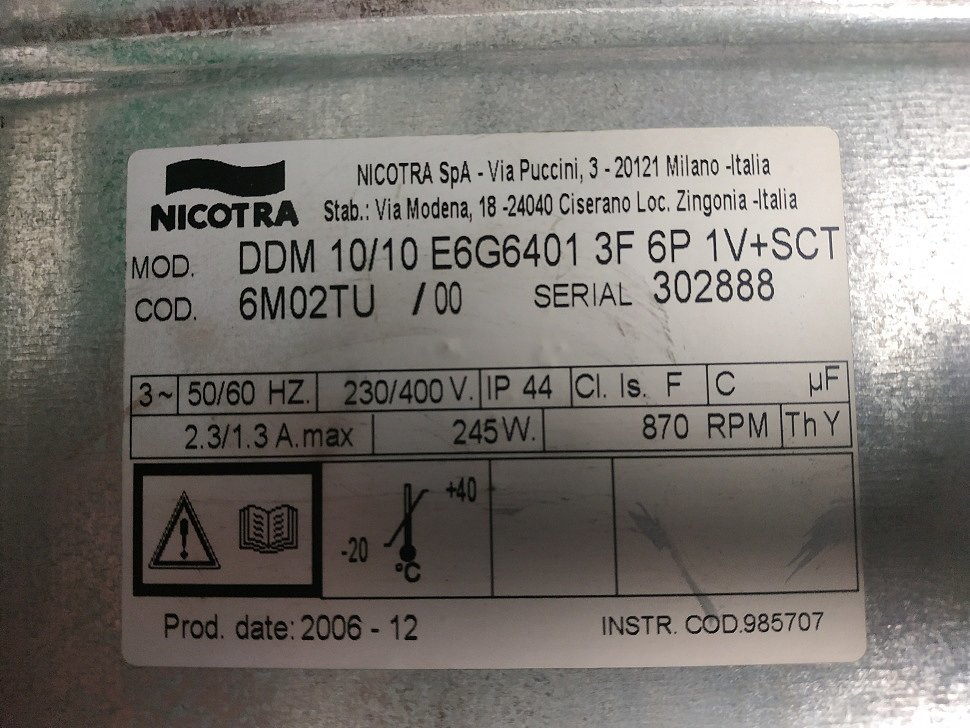 NICOTRA
NICOTRA SpA - Via Puccini, 3 - 20121 Milano -Italia
Stab.: Via Modena, 18 -24040 Ciserano Loc. Zingonia -Italia
MOD. DDM 10/10 E6G6401 3F 6P 1V+SCT
COD. 6M02TU / 00 SERIAL 302888
3~ 50/60 HZ. 230/400 V. IP 44 Cl. Is. F C µF
2.3/1.3 A.max 245W. 870 RPM Th Y
+40
-20
°C
Prod. date: 2006 - 12 INSTR. COD.985707